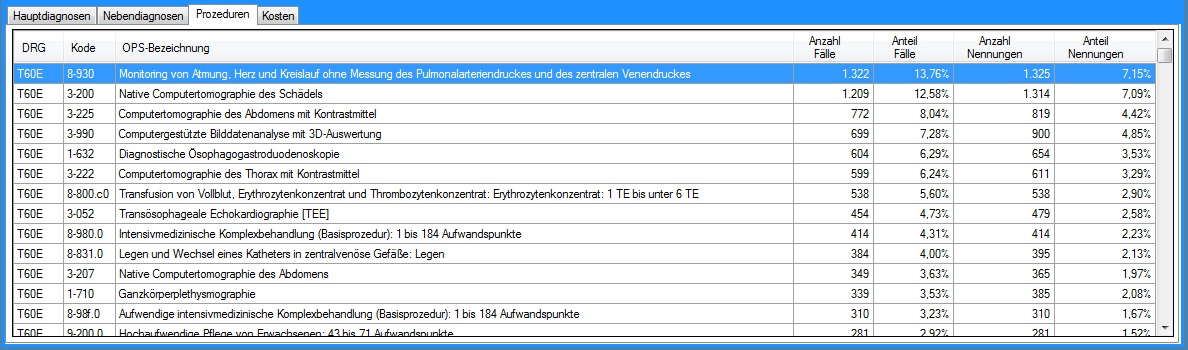 Hauptdiagnosen Nebendiagnosen Prozeduren Kosten
DRG Kode OPS-Bezeichnung Anzahl Fälle Anteil Fälle Anzahl Nennungen Anteil Nennungen
T60E 8-930 Monitoring von Atmung, Herz und Kreislauf ohne Messung des Pulmonalarteriendruckes und des zentralen Venendruckes 1.322 13,76% 1.325 7,15%
T60E 3-200 Native Computertomographie des Schädels 1.209 12,58% 1.314 7,09%
T60E 3-225 Computertomographie des Abdomens mit Kontrastmittel 772 8,04% 819 4,42%
T60E 3-990 Computergestützte Bilddatenanalyse mit 3D-Auswertung 699 7,28% 900 4,85%
T60E 1-632 Diagnostische Ösophagogastroduodenoskopie 604 6,29% 654 3,53%
T60E 3-222 Computertomographie des Thorax mit Kontrastmittel 599 6,24% 611 3,29%
T60E 8-800.c0 Transfusion von Vollblut, Erythrozytenkonzentrat und Thrombozytenkonzentrat: Erythrozytenkonzentrat: 1 TE bis unter 6 TE 538 5,60% 538 2,90%
T60E 3-052 Transösophageale Echokardiographie [TEE] 454 4,73% 479 2,58%
T60E 8-980.0 Intensivmedizinische Komplexbehandlung (Basisprozedur): 1 bis 184 Aufwandspunkte 414 4,31% 414 2,23%
T60E 8-831.0 Legen und Wechsel eines Katheters in zentralvenöse Gefäße: Legen 384 4,00% 395 2,13%
T60E 3-207 Native Computertomographie des Abdomens 349 3,63% 365 1,97%
T60E 1-710 Ganzkörperplethysmographie 339 3,53% 385 2,08%
T60E 8-98f.0 Aufwendige intensivmedizinische Komplexbehandlung (Basisprozedur): 1 bis 184 Aufwandspunkte 310 3,23% 310 1,67%
T60E 9-200.0 Hochaufwendige Pflege von Erwachsenen: 43 bis 71 Aufwandspunkte 281 2,92% 281 1,52%